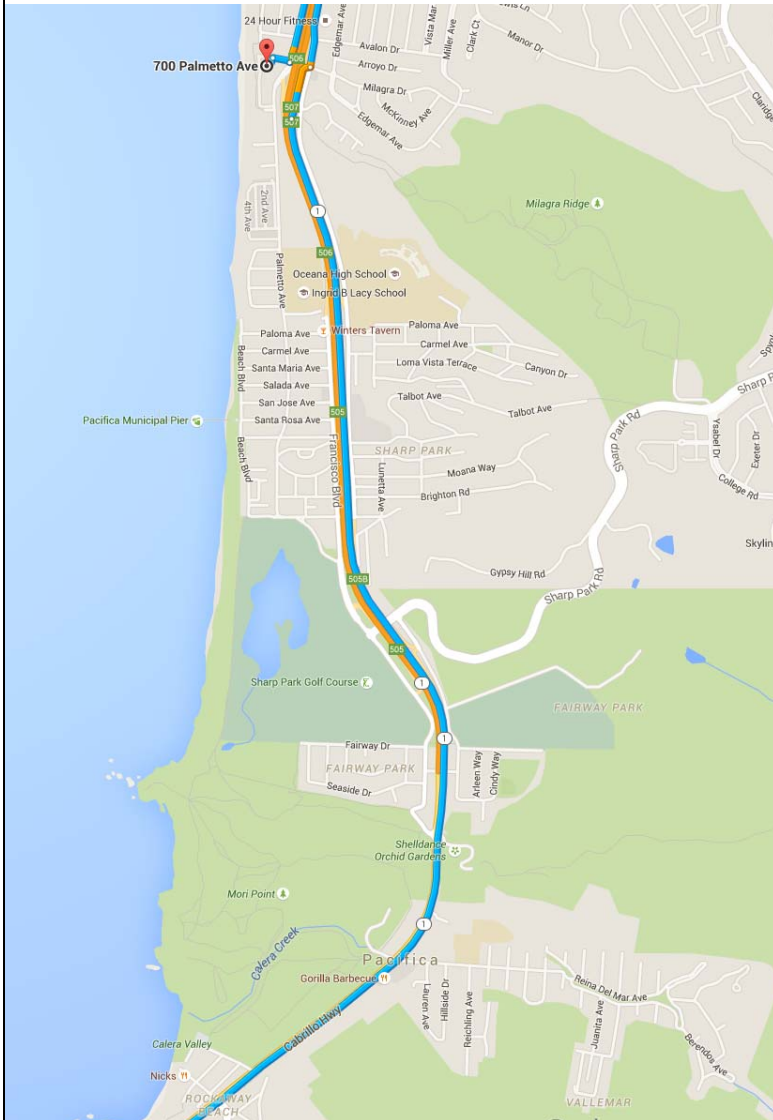 24 Hour Fitness
Edgemar Ave
Vista Mar
Miller Ave
Clark Ct
Manor Dr
Avalon Dr
700 Palmetto Ave
506
Arroyo Dr
Milagra Dr
507
507
McKinney Ave
Edgemar Ave
2nd Ave
4th Ave
1
Milagra Ridge
506
Palmetto Ave
Oceana High School
Ingrid B Lacy School
Paloma Ave
Winters Tavern
Paloma Ave
Carmel Ave
Carmel Ave
Beach Blvd
Santa Maria Ave
Loma Vista Terrace
Canyon Dr
Salada Ave
San Jose Ave
Talbot Ave
Talbot Ave
505
Pacifica Municipal Pier
Santa Rosa Ave
Sharp Park Rd
Ysabel Dr
Exeter Dr
Beach Blvd
Francisco Blvd
SHARP PARK
Lunetta Ave
Moana Way
Brighton Rd
College Rd
Skylin
Gypsy Hill Rd
505B
Sharp Park Rd
505
Sharp Park Golf Course
1
FAIRWAY PARK
1
Fairway Dr
FAIRWAY PARK
Arleen Way
Cindy Way
Seaside Dr
Shelldance
Orchid Gardens
Mori Point
1
Calera Creek
Pacifica
Gorilla Barbecue
Reina Del Mar Ave
Lauren Ave
Hillside Dr
Reichling Ave
Juanita Ave
Berendos Ave
Cabrillo Hwy
Calera Valley
Nicks
ROCKAWAY
BEACH
VALLEMAR